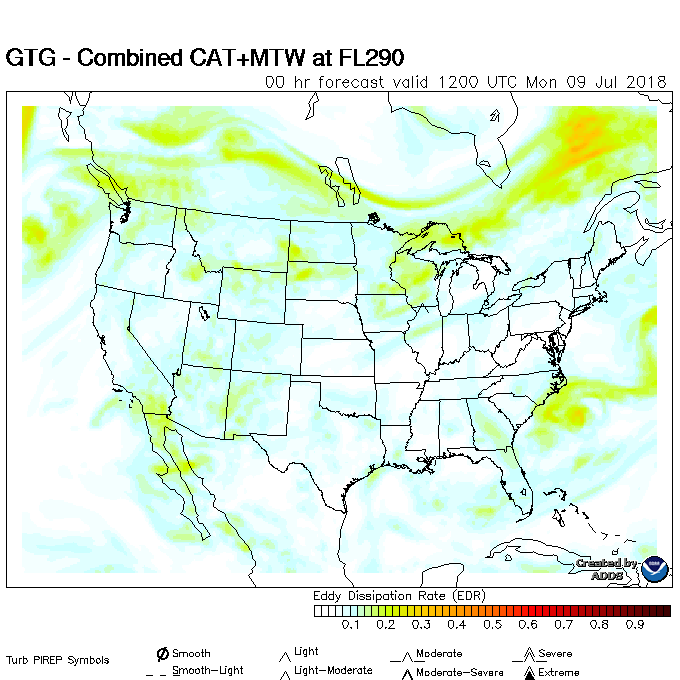 GTG - Combined CAT+MTW at FL290
00 hr forecast valid 1200 UTC Mon 09 Jul 2018
Created by
ADDS
Eddy Dissipation Rate (EDR)
0.1 0.2 0.3 0.4 0.5 0.6 0.7 0.8 0.9
Turb PIREP Symbols
Smooth Light Moderate Severe
Smooth-Light Light-Moderate Moderate-Severe Extreme